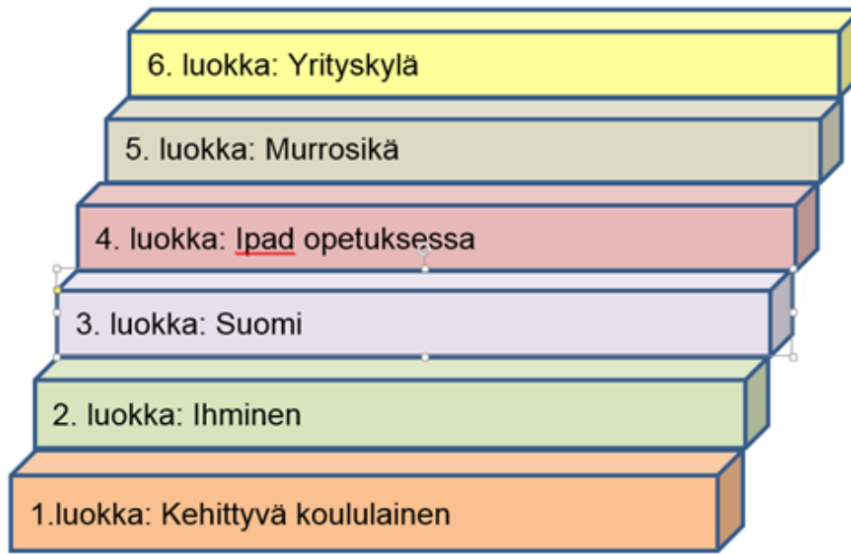 6. luokka: Yrityskylä
5. luokka: Murrosikä
4. luokka: Ipad opetuksessa
3. luokka: Suomi
2. luokka: Ihminen
1.luokka: Kehittyvä koululainen